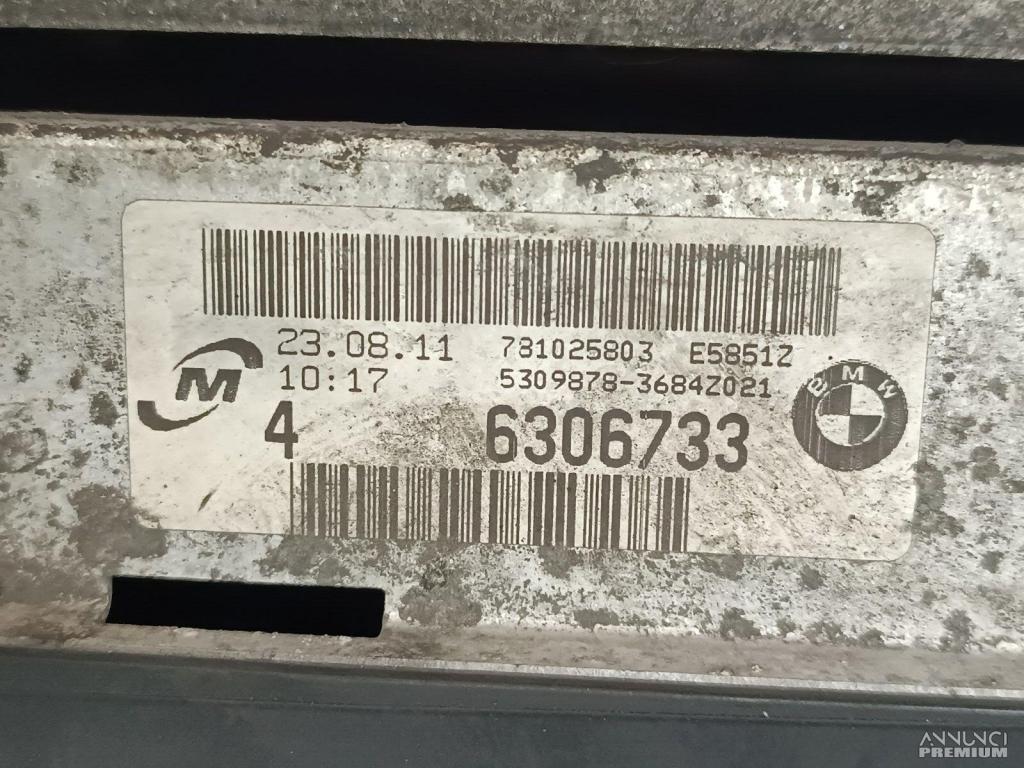 23.08.11 781025803 E5851Z
10:17 5309878-3684Z021
M
4 6306733
BMW
ANNUNCI
PREMIUM